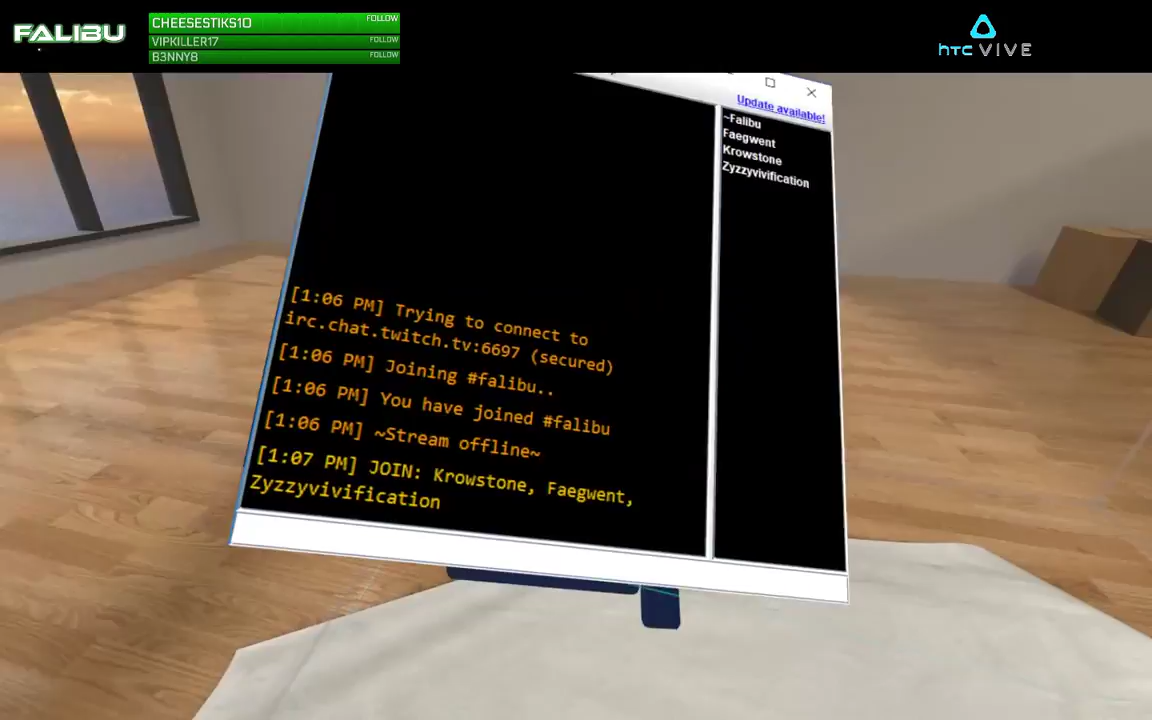 FALIBU
CHEESESTIKS10 FOLLOW
VIPKILLER17 FOLLOW
B3NNY8 FOLLOW
htc VIVE
Update available!
~Falibu
Faegwent
Krowstone
Zyzzyvivification
[1:06 PM] Trying to connect to
irc.chat.twitch.tv:6697 (secured)
[1:06 PM] Joining #falibu..
[1:06 PM] You have joined #falibu
[1:06 PM] ~Stream offline~
[1:07 PM] JOIN: Krowstone, Faegwent,
Zyzzyvivification